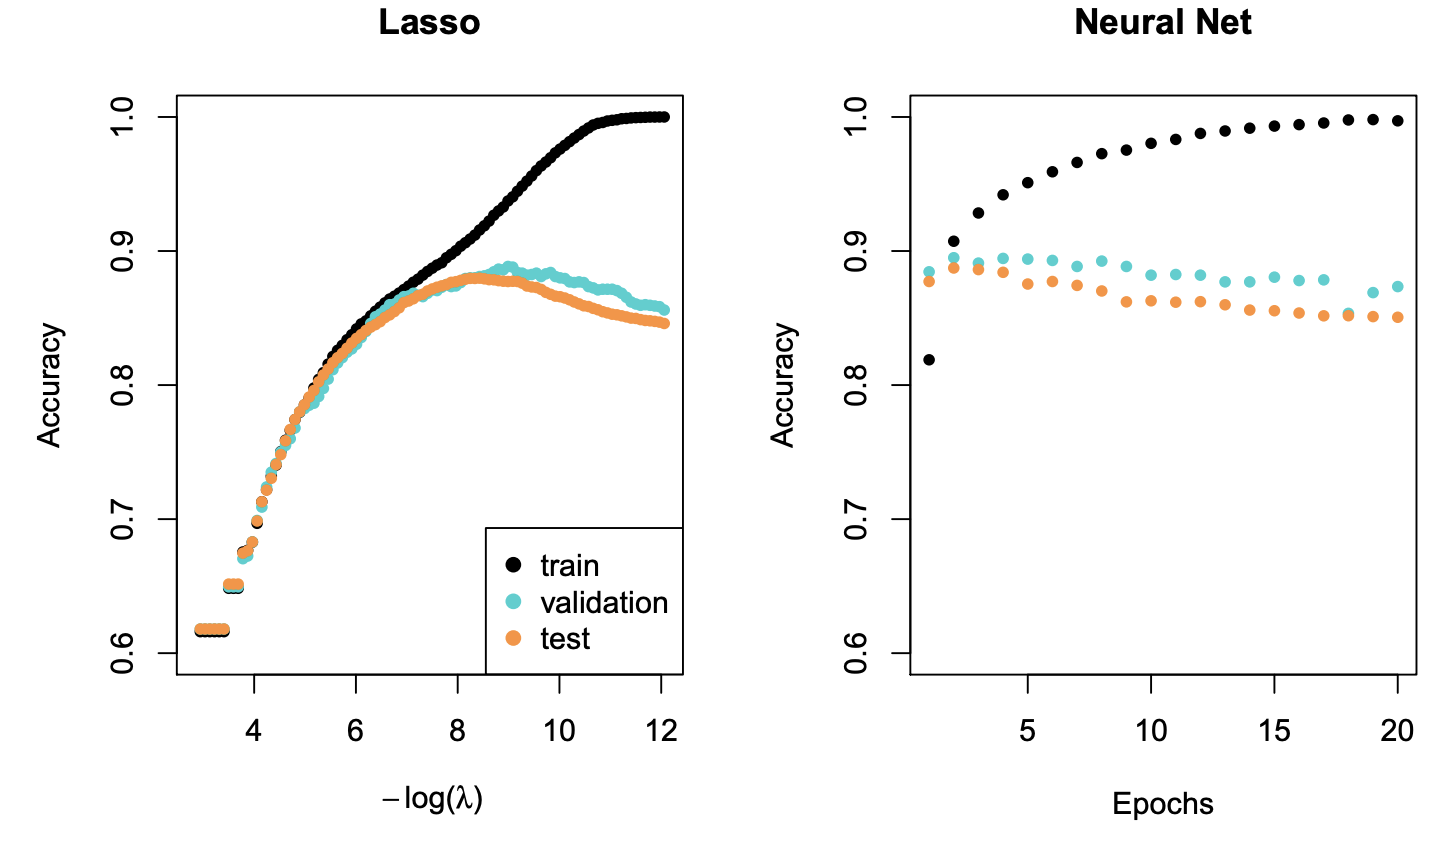 Lasso
Accuracy
1.0
0.9
0.8
0.7
0.6
train
validation
test
4 6 8 10 12
−log(λ)
Neural Net
Accuracy
1.0
0.9
0.8
0.7
0.6
5 10 15 20
Epochs